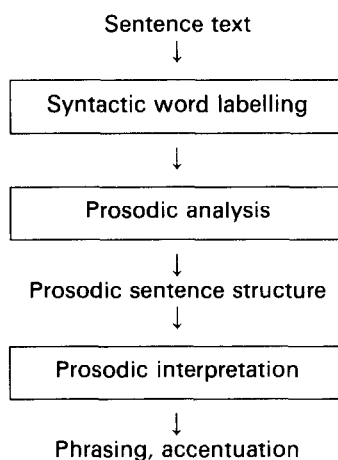 Sentence text
↓
Syntactic word labelling
↓
Prosodic analysis
↓
Prosodic sentence structure
↓
Prosodic interpretation
↓
Phrasing, accentuation